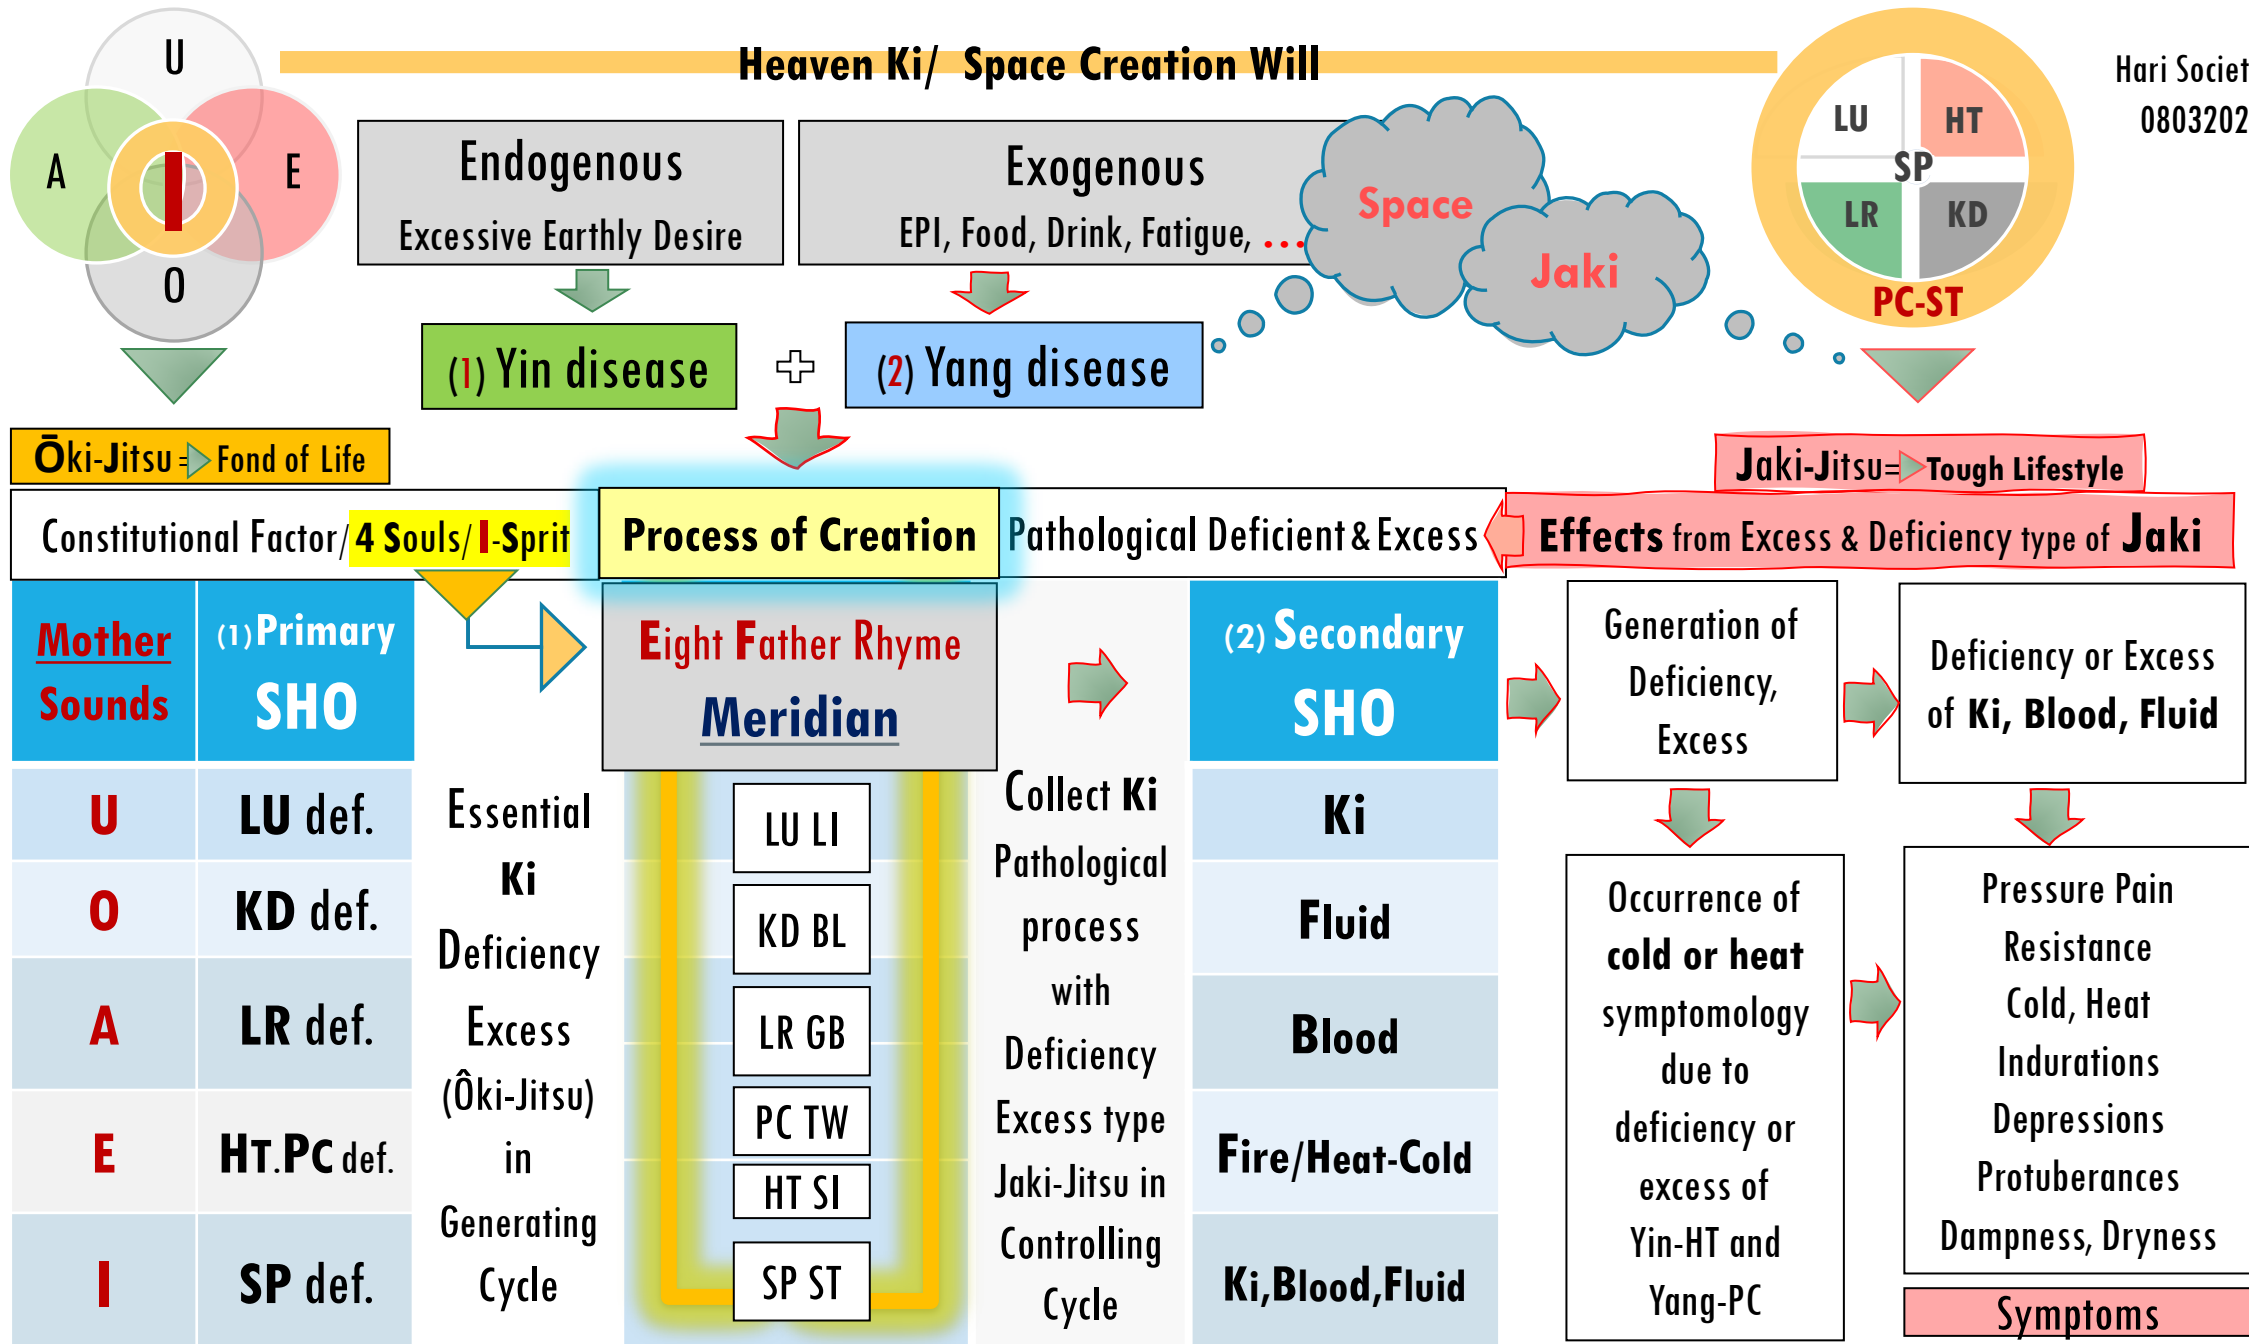 Heaven Ki/ Space Creation Will
U
A
I
E
O
Endogenous
Excessive Earthly Desire
Exogenous
EPI, Food, Drink, Fatigue, ...
Space
Jaki
LU
HT
SP
LR
KD
PC-ST
Hari Societ
0803202
(1) Yin disease
(2) Yang disease
Ōki-Jitsu = Fond of Life
Jaki-Jitsu= Tough Lifestyle
Constitutional Factor/ 4 Souls/ I-Sprit
Process of Creation
Pathological Deficient & Excess
Effects from Excess & Deficiency type of Jaki
Mother
Sounds
(1) Primary
SHO
Eight Father Rhyme
Meridian
(2) Secondary
SHO
Generation of
Deficiency,
Excess
Deficiency or Excess
of Ki, Blood, Fluid
U
LU def.
O
KD def.
A
LR def.
E
HT.PC def.
I
SP def.
Essential
Ki
Deficiency
Excess
(Ôki-Jitsu)
in
Generating
Cycle
LU LI
KD BL
LR GB
PC TW
HT SI
SP ST
Collect Ki
Pathological
process
with
Deficiency
Excess type
Jaki-Jitsu in
Controlling
Cycle
Ki
Fluid
Blood
Fire/Heat-Cold
Ki,Blood,Fluid
Occurrence of
cold or heat
symptomology
due to
deficiency or
excess of
Yin-HT and
Yang-PC
Pressure Pain
Resistance
Cold, Heat
Indurations
Depressions
Protuberances
Dampness, Dryness
Symptoms